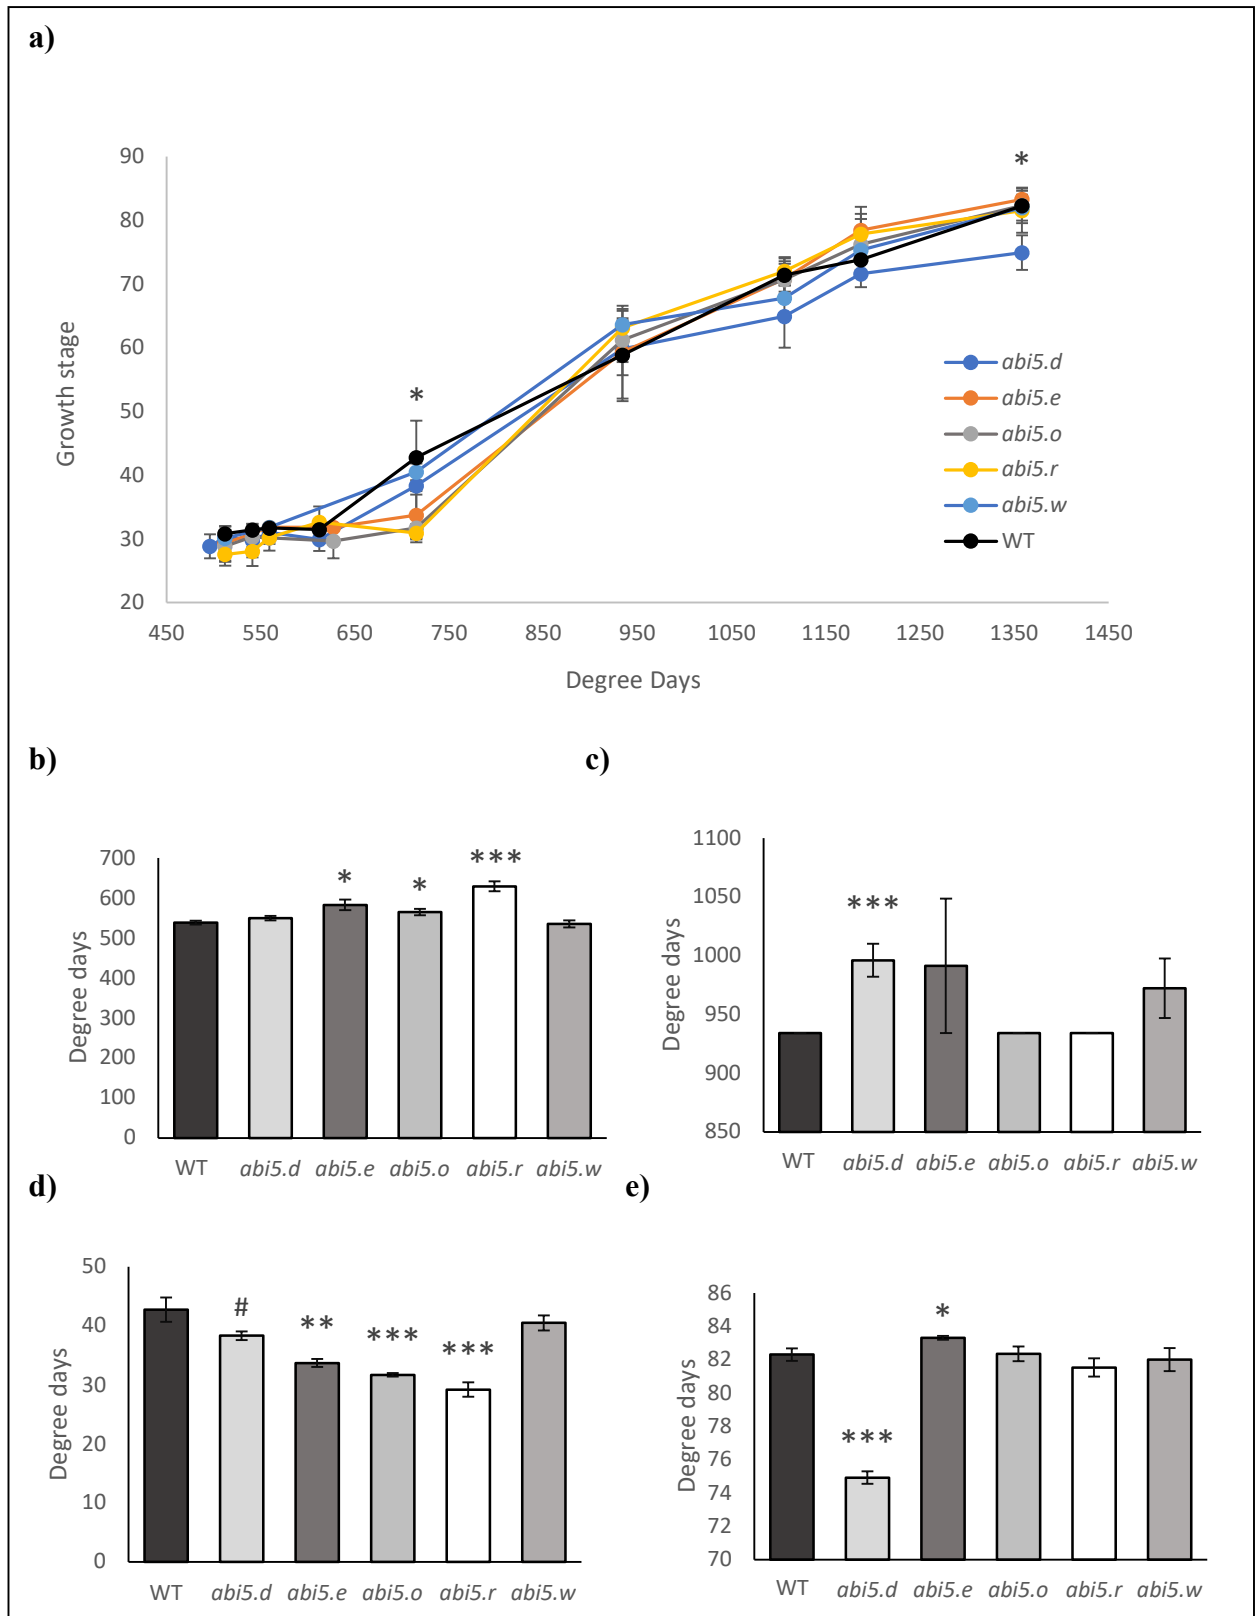 a)
*
90
80
70
60
50
40
30
20
*
Growth stage
abi5.d
abi5.e
abi5.o
abi5.r
abi5.w
WT
450 550 650 750 850 950 1050 1150 1250 1350 1450
Degree Days
b)
700
600
500
400
300
200
100
0
Degree days
* * ***
WT abi5.d abi5.e abi5.o abi5.r abi5.w
c)
1100
1050
1000
950
900
850
Degree days
***
WT abi5.d abi5.e abi5.o abi5.r abi5.w
d)
50
40
30
20
10
0
Degree days
# ** *** ***
WT abi5.d abi5.e abi5.o abi5.r abi5.w
e)
86
84
82
80
78
76
74
72
70
Degree days
*** *
WT abi5.d abi5.e abi5.o abi5.r abi5.w